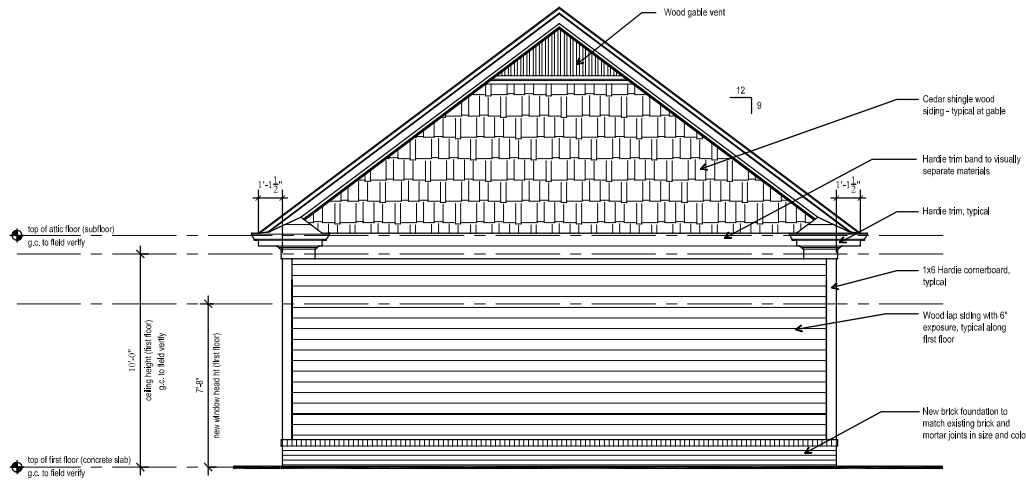 Wood gable vent
12
9
Cedar shingle wood
siding - typical at gable
Hardie trim band to visually
separate materials
1'-1 1/2"
1'-1 1/2"
Hardie trim, typical
top of attic floor (subfloor)
g.c. to field verify
1x6 Hardie cornerboard,
typical
Wood lap siding with 6"
exposure, typical along
first floor
10'-0"
ceiling height (first floor)
g.c. to field verify
7'-8"
new window head ht (first floor)
New brick foundation to
match existing brick and
mortar joints in size and colo
top of first floor (concrete slab)
g.c. to field verify